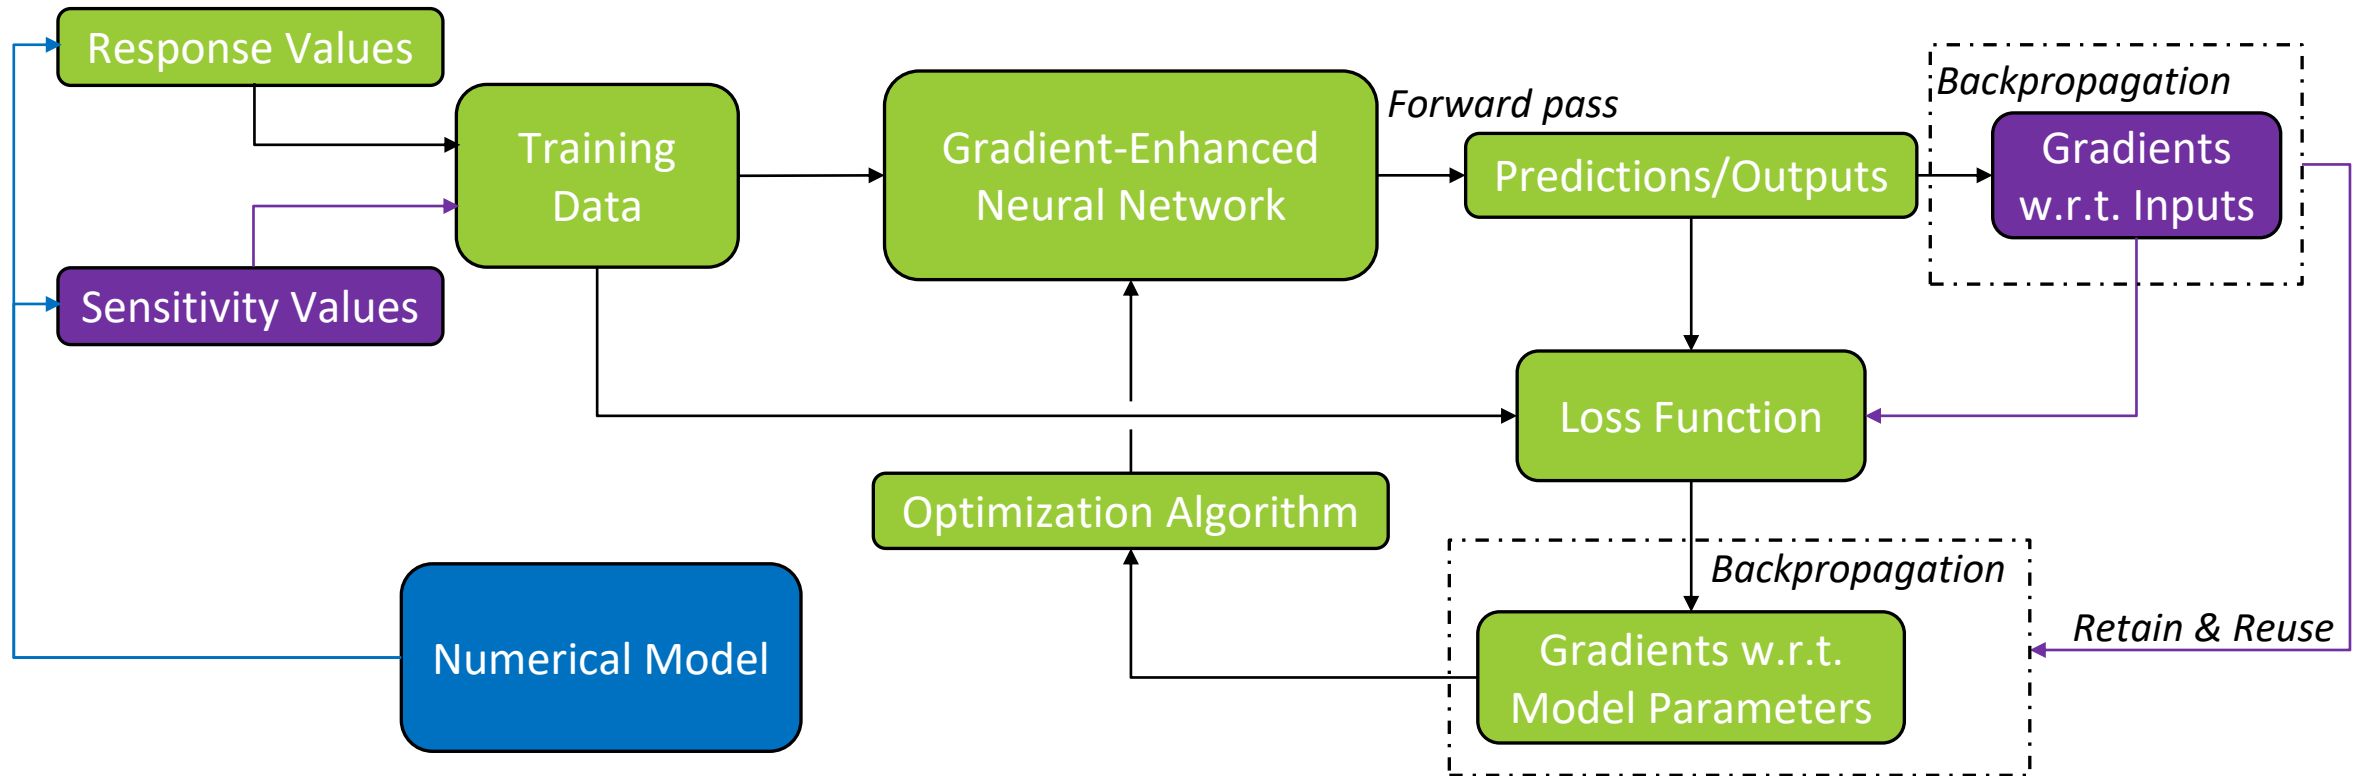 Response Values
Sensitivity Values
Training
Data
Gradient-Enhanced
Neural Network
Forward pass
Predictions/Outputs
Backpropagation
Gradients
w.r.t. Inputs
Loss Function
Optimization Algorithm
Numerical Model
Backpropagation
Gradients w.r.t.
Model Parameters
Retain & Reuse